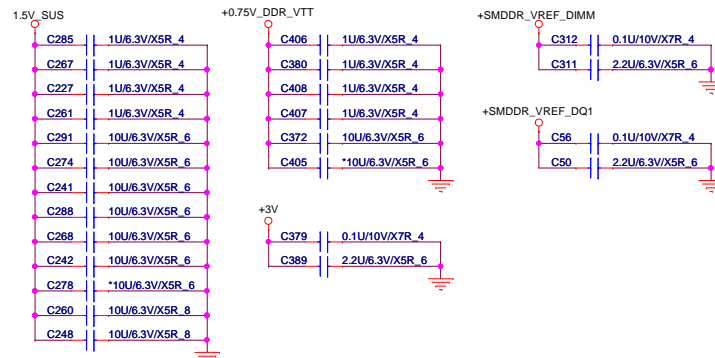 1.5V_SUS
C285 1U/6.3V/X5R_4
C267 1U/6.3V/X5R_4
C227 1U/6.3V/X5R_4
C261 1U/6.3V/X5R_4
C291 10U/6.3V/X5R_6
C274 10U/6.3V/X5R_6
C241 10U/6.3V/X5R_6
C288 10U/6.3V/X5R_6
C268 10U/6.3V/X5R_6
C242 10U/6.3V/X5R_6
C278 *10U/6.3V/X5R_6
C260 10U/6.3V/X5R_8
C248 10U/6.3V/X5R_8
+0.75V_DDR_VTT
C406 1U/6.3V/X5R_4
C380 1U/6.3V/X5R_4
C408 1U/6.3V/X5R_4
C407 1U/6.3V/X5R_4
C372 10U/6.3V/X5R_6
C405 *10U/6.3V/X5R_6
+3V
C379 0.1U/10V/X7R_4
C389 2.2U/6.3V/X5R_6
+SMDDR_VREF_DIMM
C312 0.1U/10V/X7R_4
C311 2.2U/6.3V/X5R_6
+SMDDR_VREF_DQ1
C56 0.1U/10V/X7R_4
C50 2.2U/6.3V/X5R_6